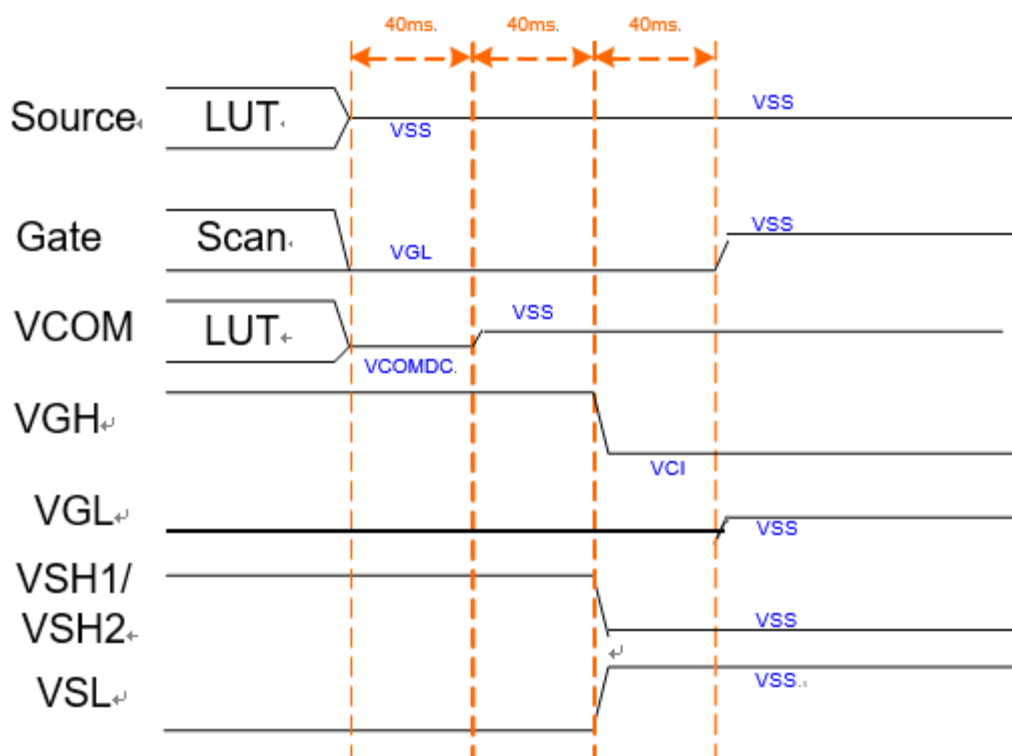 40ms. 40ms. 40ms.
Source LUT VSS VSS
Gate Scan VGL VSS
VCOM LUT VCOMDC. VSS
VGH VCI
VGL VSS
VSH1/
VSH2 VSS
VSL VSS.